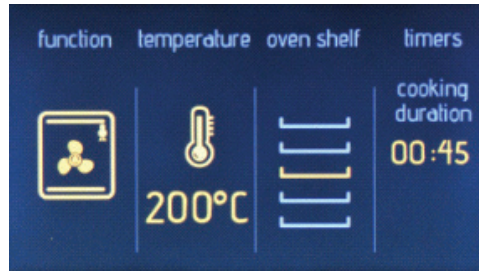 function temperature oven shelf timers
cooking
duration
00:45
200°C